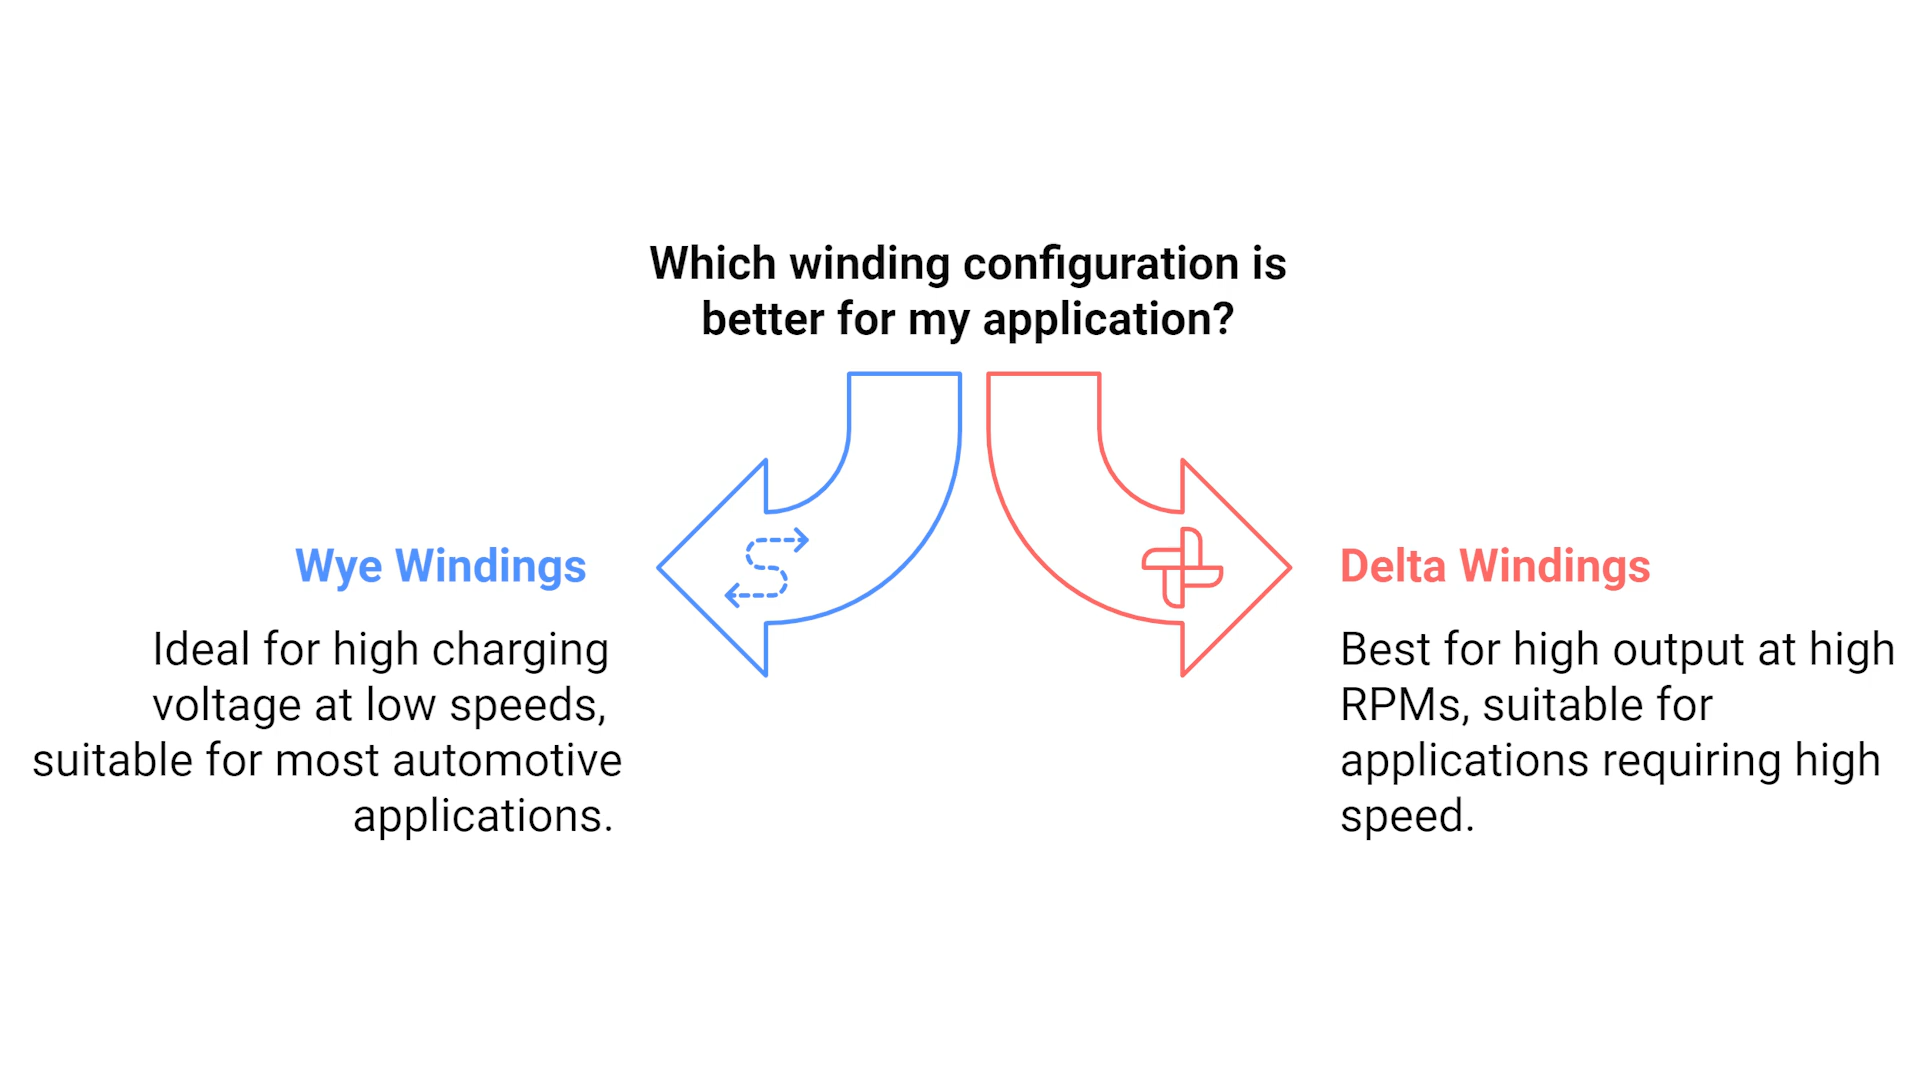 Which winding configuration is
better for my application?
Wye Windings
Ideal for high charging
voltage at low speeds,
suitable for most automotive
applications.
Delta Windings
Best for high output at high
RPMs, suitable for
applications requiring high
speed.